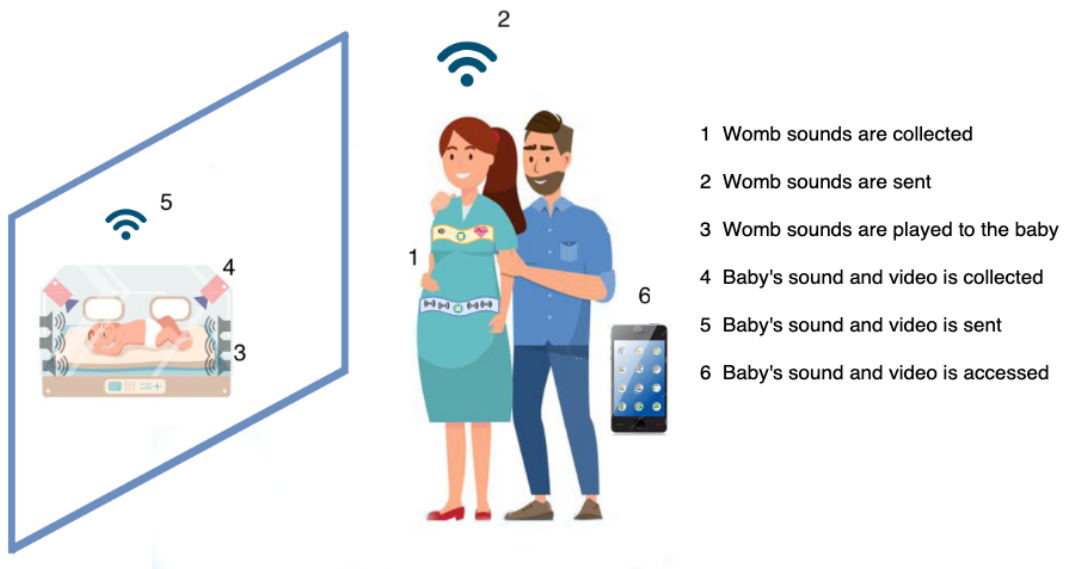 2
5
4
3
1
6
1 Womb sounds are collected
2 Womb sounds are sent
3 Womb sounds are played to the baby
4 Baby's sound and video is collected
5 Baby's sound and video is sent
6 Baby's sound and video is accessed